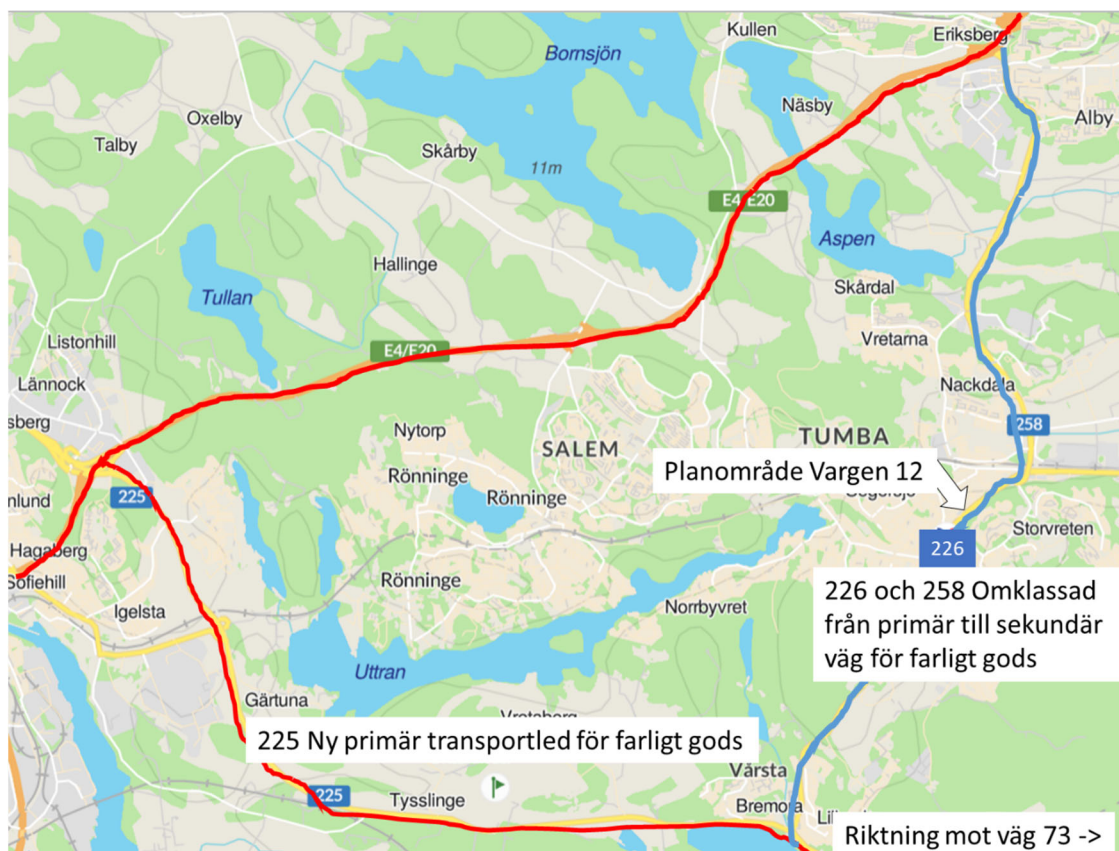 Kullen
Eriksberg
Bornsjön
Oxelby
Näsby
Alby
Talby
Skårby
11m
E4/E20
Aspen
Hallinge
Skårdal
Tullan
Vretarna
Listonhill
E4/E20
Lännock
Nackdala
sberg
258
Nytorp
SALEM
TUMBA
Rönninge
Planområde Vargen 12
225
Rönninge
nlund
Storvreten
226
Hagaberg
Sofiehill
Rönninge
226 och 258 Omklassad
från primär till sekundär
väg för farligt gods
Igelsta
Norrbyvret
Uttran
Gärtuna
225 Ny primär transportled för farligt gods
Vårsta
225
Tysslinge
Bremora
Riktning mot väg 73 ->